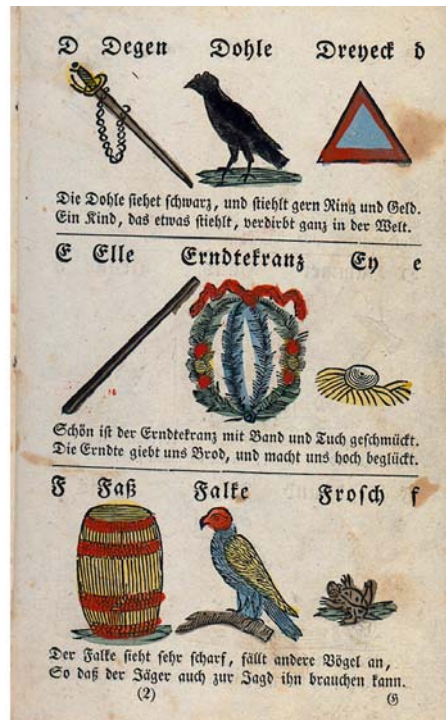 D Degen Dohle Dreyeck d
Die Dohle siehet schwarz, und stiehlt gern Ring und Geld.
Ein Kind, das etwas stiehlt, verdirbt ganz in der Welt.
E Elle Erndtekranz Ey e
Schön ist der Erndtekranz mit Band und Tuch geschmückt.
Die Erndte giebt uns Brod, und macht uns hoch beglückt.
F Faß Falke Frosch f
Der Falke sieht sehr scharf, fällt andere Vögel an,
So daß der Jäger auch zur Jagd ihn brauchen kann.
(2) G